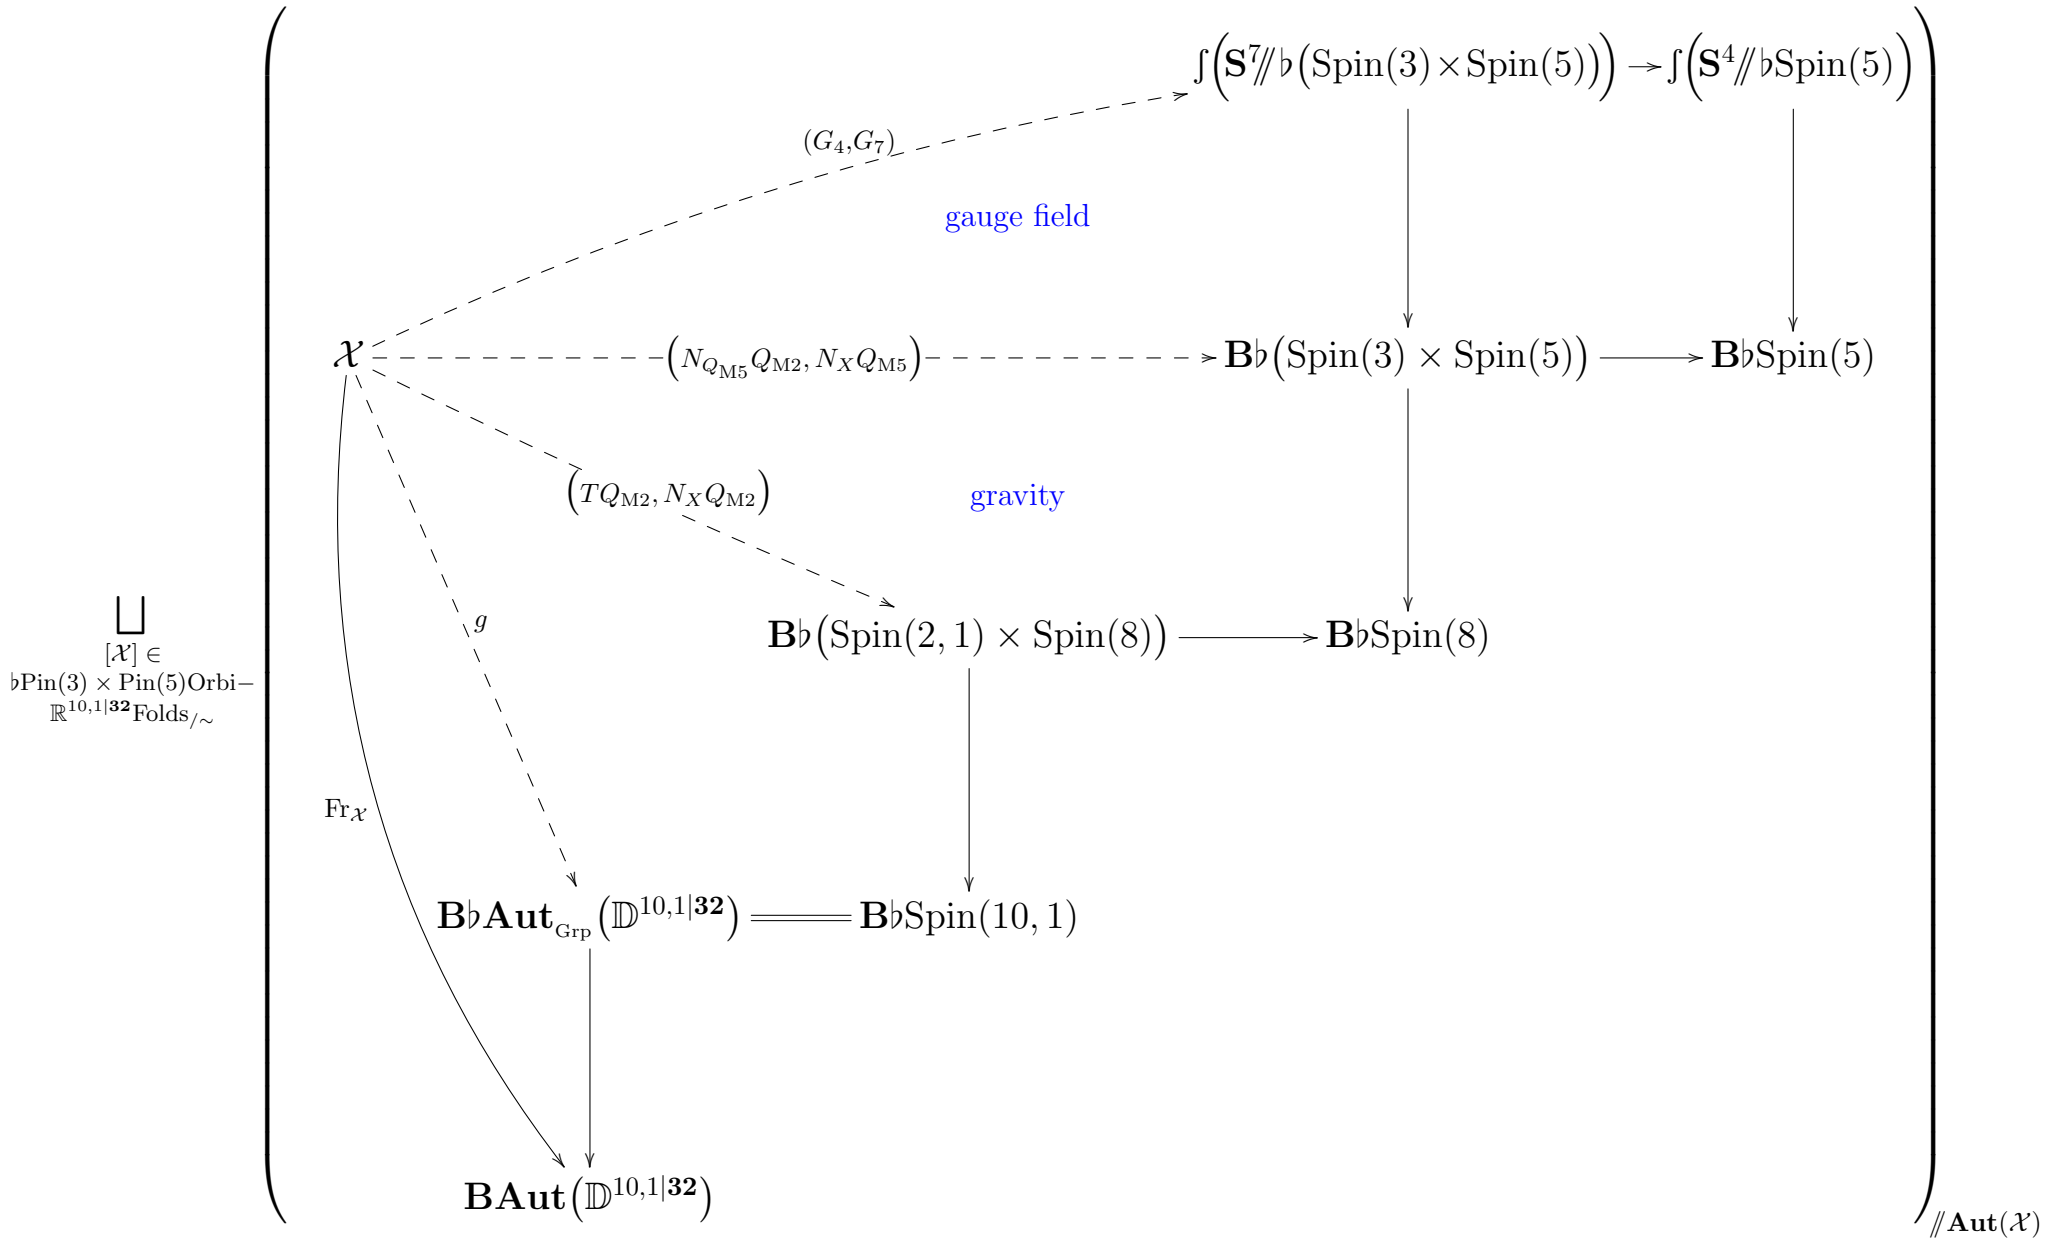 ∫(𝐒⁷⫽♭(Spin(3)×Spin(5))) → ∫(𝐒⁴⫽♭Spin(5))
(G₄,G₇)
gauge field
𝒳
(N_{Q_{M5}}Q_{M2}, N_X Q_{M5})
𝐁♭(Spin(3) × Spin(5))
𝐁♭Spin(5)
(TQ_{M2}, N_X Q_{M2})
gravity
g
⨆
[𝒳] ∈
♭Pin(3) × Pin(5)Orbi−
ℝ^{10,1|𝟑𝟐}Folds_{/∼}
𝐁♭(Spin(2, 1) × Spin(8))
𝐁♭Spin(8)
Fr_𝒳
𝐁♭𝐀𝐮𝐭_{Grp}(𝔻^{10,1|𝟑𝟐})
𝐁♭Spin(10, 1)
𝐁𝐀𝐮𝐭(𝔻^{10,1|𝟑𝟐})
⫽𝐀𝐮𝐭(𝒳)